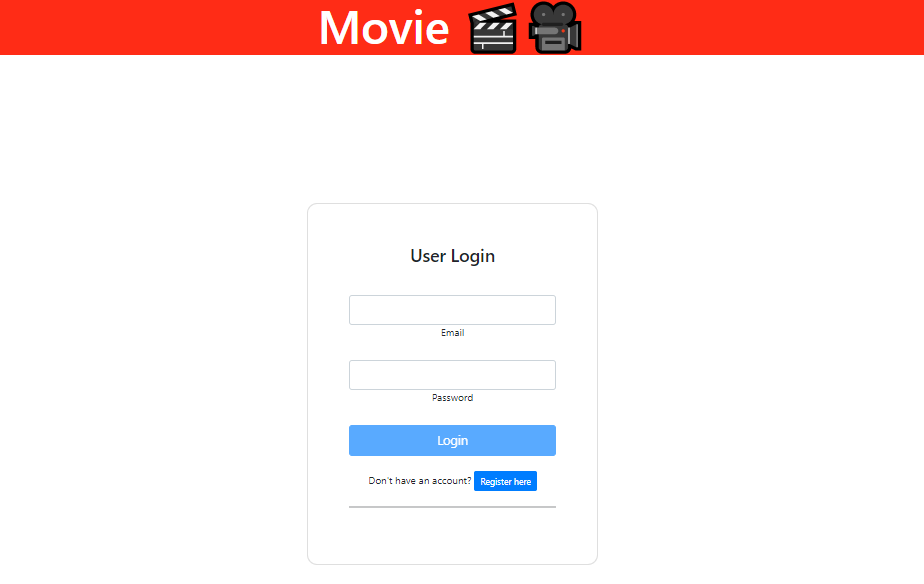 Movie
User Login
Email
Password
Login
Don't have an account? Register here